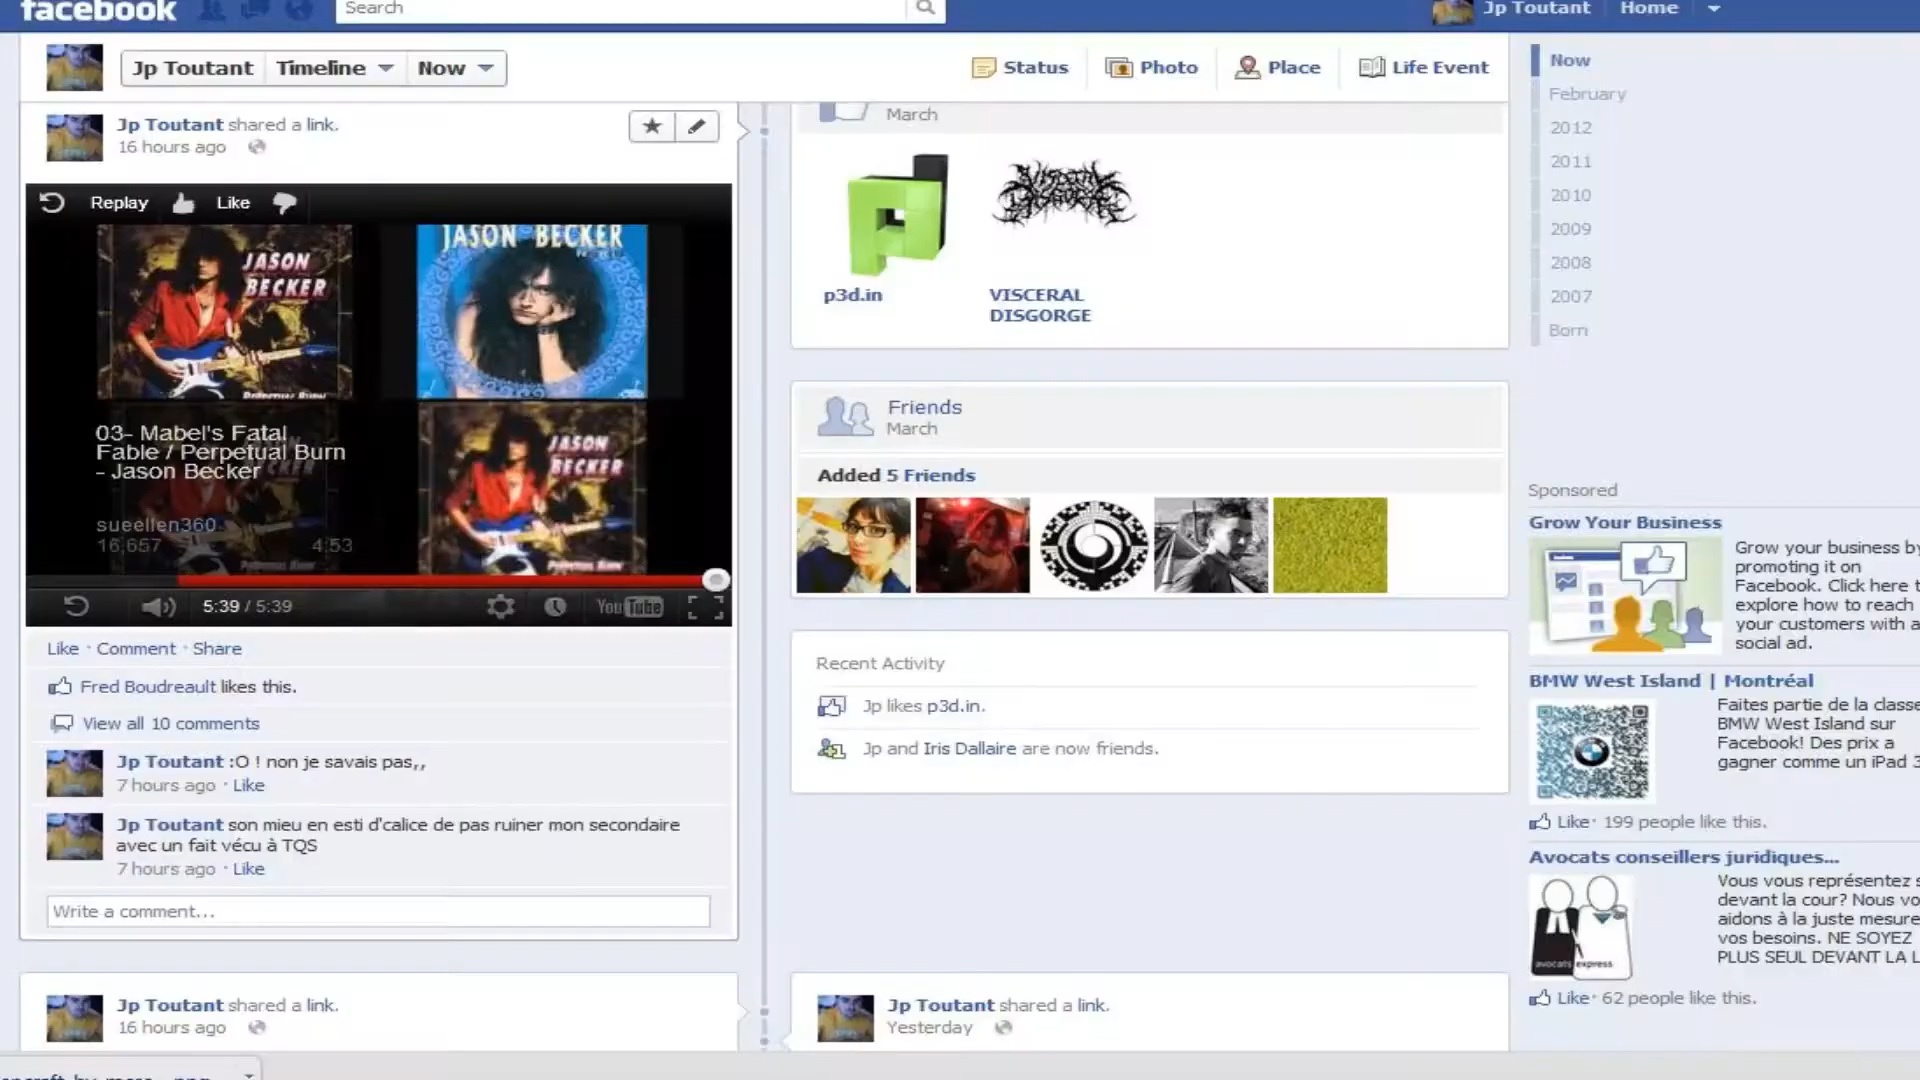 facebook
Search
Jp Toutant
Home
Jp Toutant
Timeline
Now
Status
Photo
Place
Life Event
Jp Toutant shared a link.
16 hours ago
Replay
Like
JASON
BECKER
JASON BECKER
03- Mabel's Fatal
Fable / Perpetual Burn
- Jason Becker
sueellen360
16,657
4:53
JASON
BECKER
5:39 / 5:39
YouTube
Like · Comment · Share
Fred Boudreault likes this.
View all 10 comments
Jp Toutant :O ! non je savais pas,,
7 hours ago · Like
Jp Toutant son mieu en esti d'calice de pas ruiner mon secondaire
avec un fait vécu à TQS
7 hours ago · Like
Write a comment...
Jp Toutant shared a link.
16 hours ago
March
p3d.in
VISCERAL
DISGORGE
Friends
March
Added 5 Friends
Recent Activity
Jp likes p3d.in.
Jp and Iris Dallaire are now friends.
Jp Toutant shared a link.
Yesterday
Now
February
2012
2011
2010
2009
2008
2007
Born
Sponsored
Grow Your Business
Grow your business by
promoting it on
Facebook. Click here
explore how to reach
your customers with a
social ad.
BMW West Island | Montréal
Faites partie de la classe
BMW West Island sur
Facebook! Des prix a
gagner comme un iPad 3
Like · 199 people like this.
Avocats conseillers juridiques...
Vous vous représentez
devant la cour? Nous
aidons à la juste mesure
vos besoins. NE SOYEZ
PLUS SEUL DEVANT LA
avocats express
Like · 62 people like this.